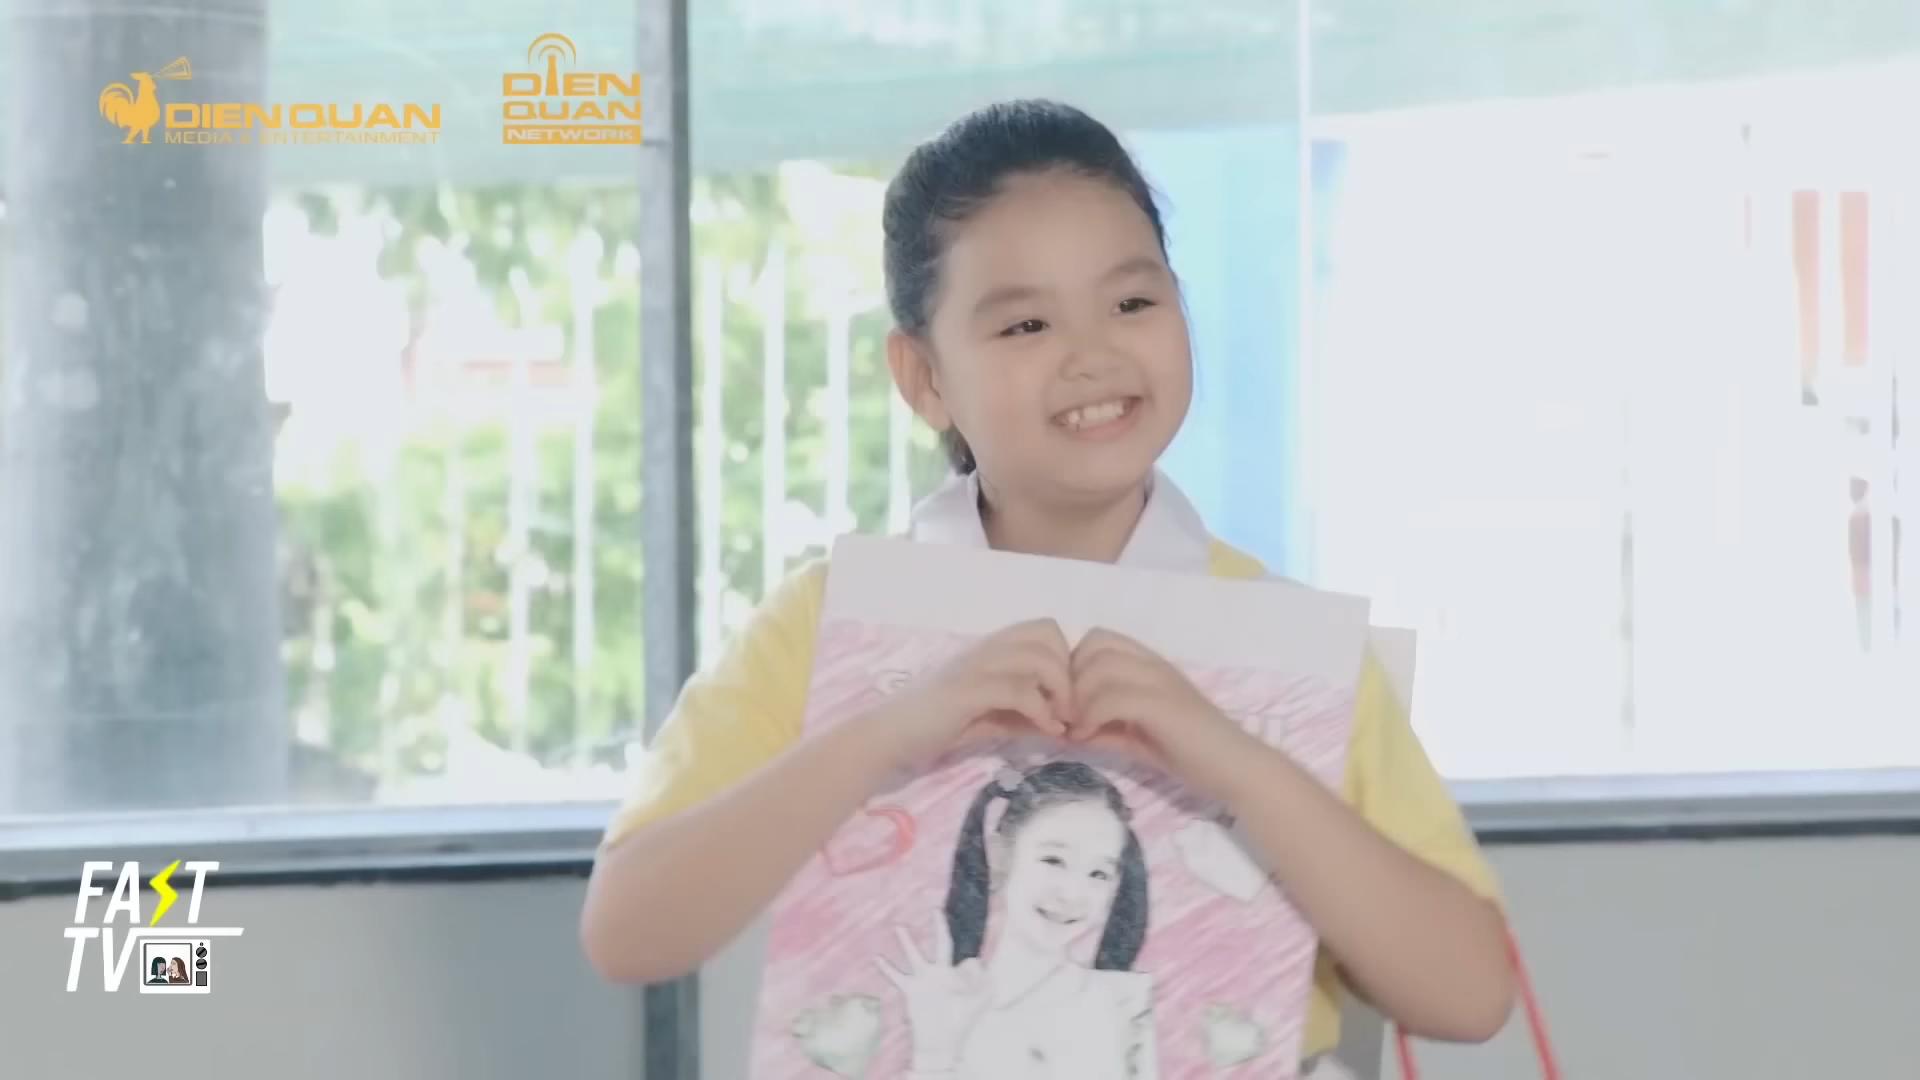 DIEN QUAN
MEDIA & ENTERTAINMENT
DIEN
QUAN
NETWORK
FAST
TV